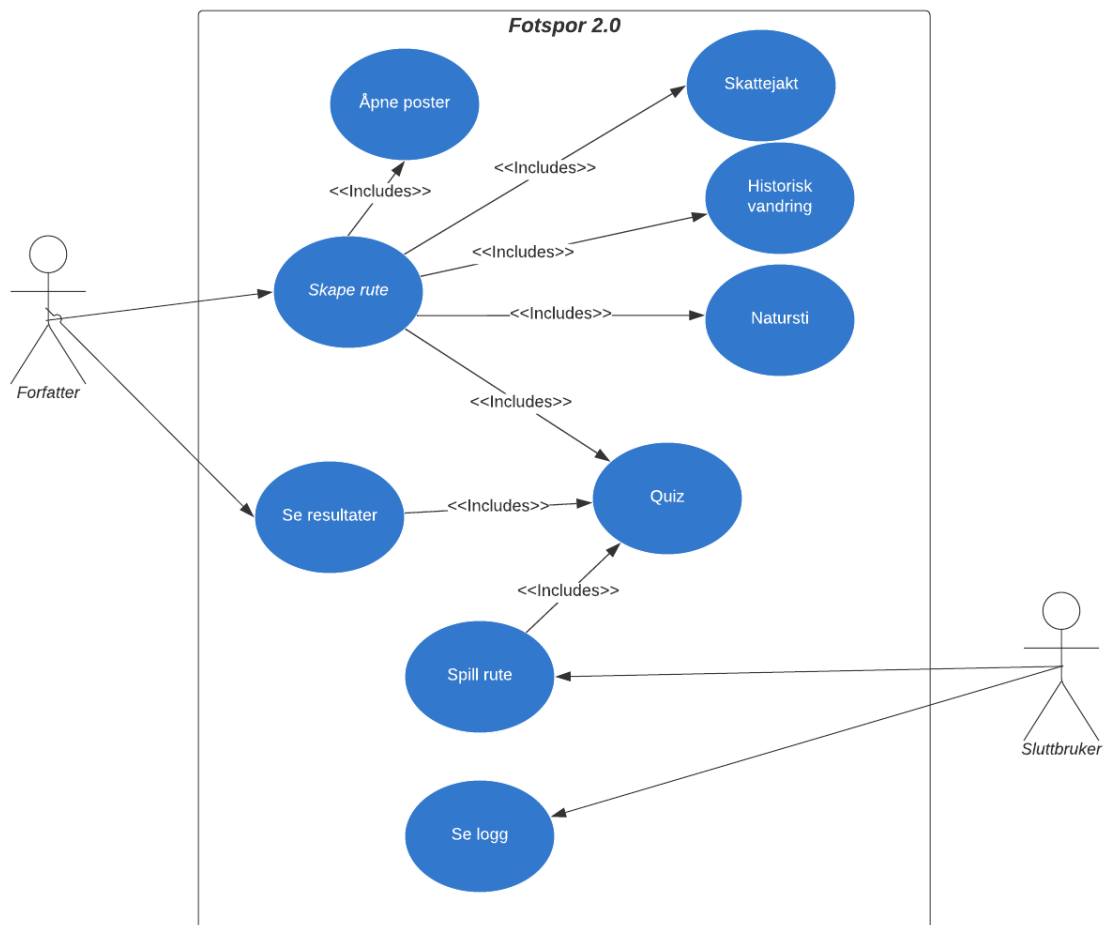 Fotspor 2.0
Åpne poster
Skattejakt
<<Includes>>
<<Includes>>
Historisk
vandring
<<Includes>>
Skape rute
<<Includes>>
Natursti
Forfatter
<<Includes>>
Se resultater
<<Includes>>
Quiz
<<Includes>>
Spill rute
Sluttbruker
Se logg